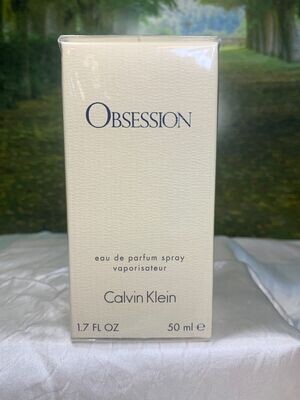 OBSESSION
eau de parfum spray
vaporisateur
Calvin Klein
1.7 FL OZ 50 ml ℮